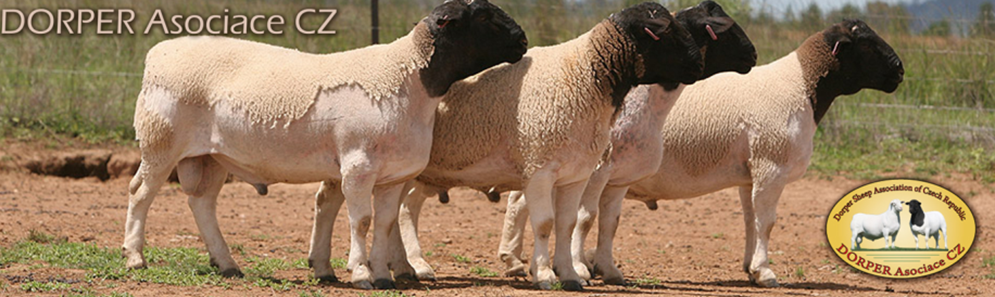 DORPER Asociace CZ
Dorper Sheep Association of Czech Republic
DORPER Asociace CZ